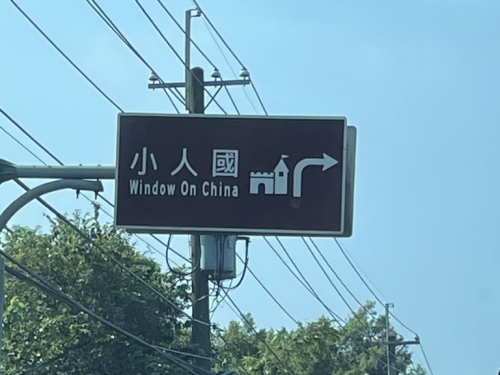 小人國
Window On China